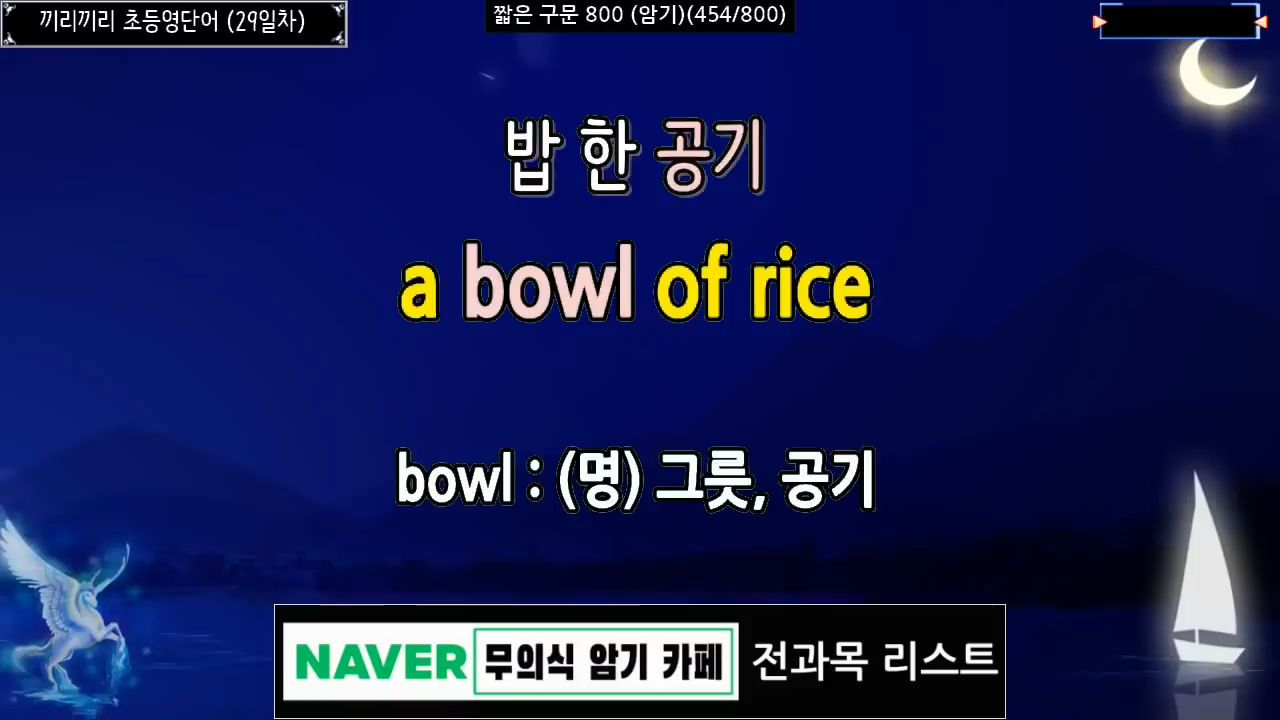 끼리끼리 초등영단어 (29일차)
짧은 구문 800 (암기)(454/800)
밥 한 공기
a bowl of rice
bowl : (명) 그릇, 공기
NAVER 무의식 암기 카페 전과목 리스트